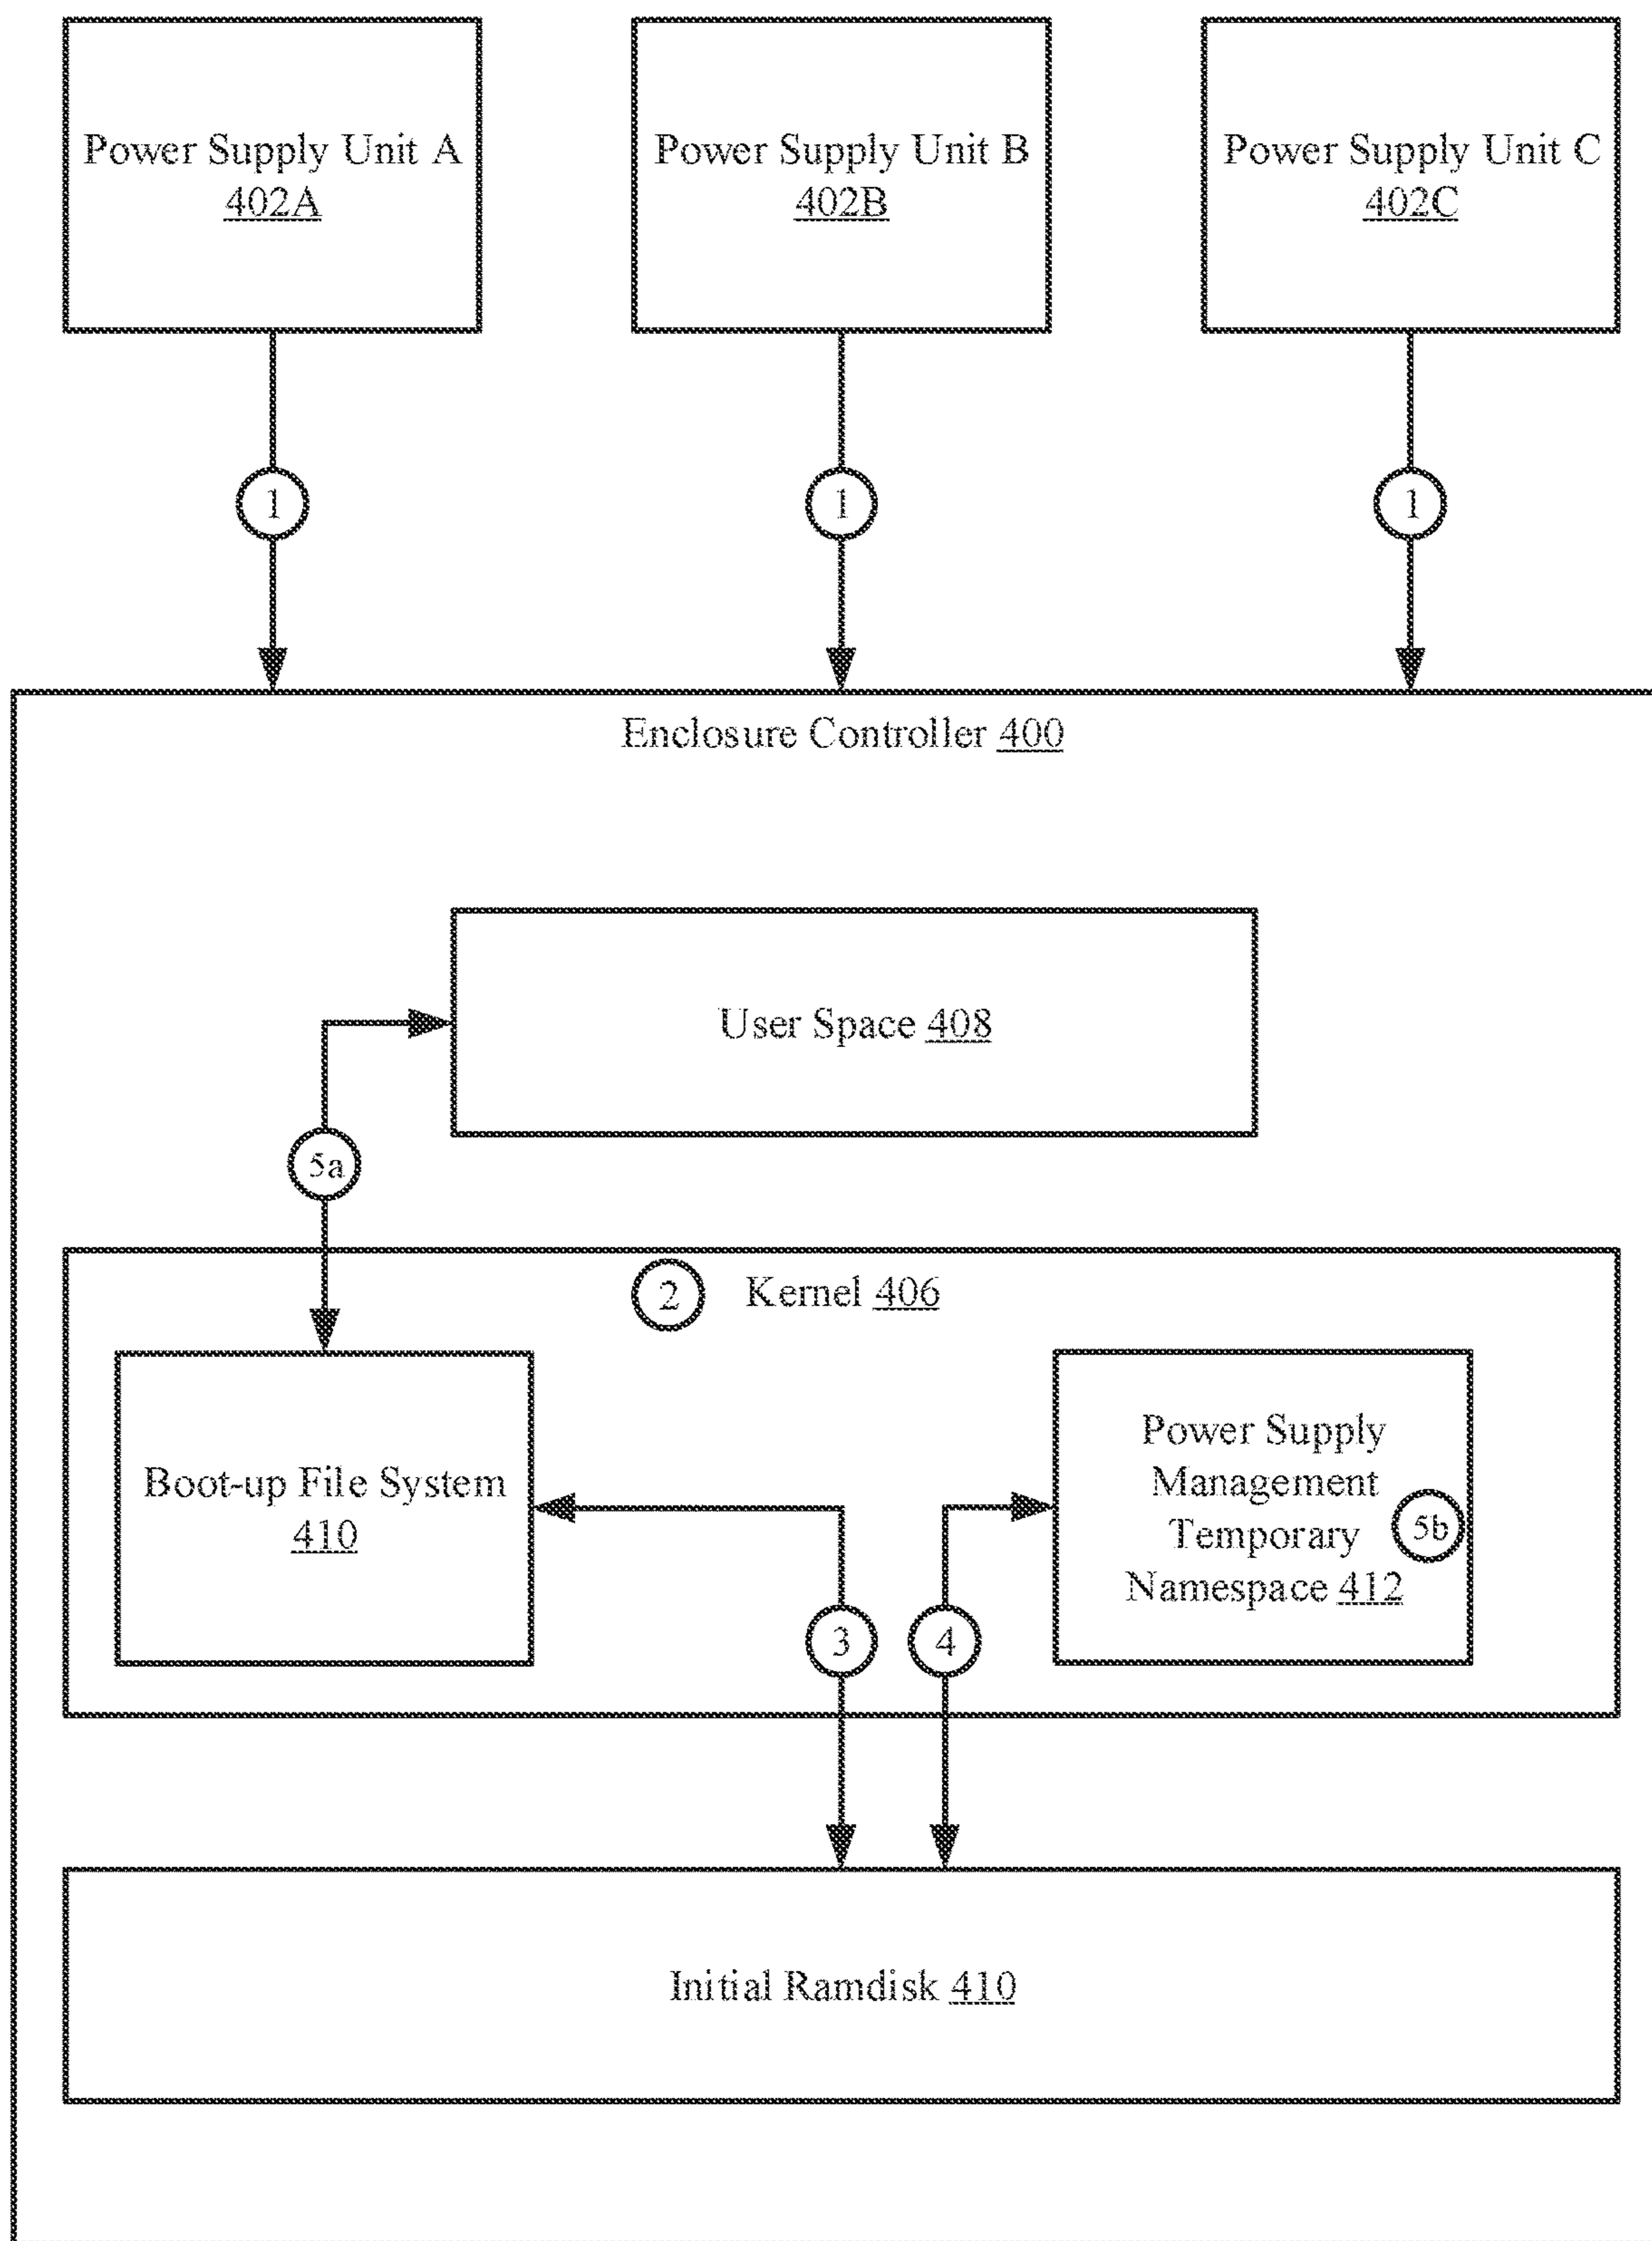 Power Supply Unit A
402A
Power Supply Unit B
402B
Power Supply Unit C
402C
1
1
1
Enclosure Controller 400
User Space 408
5a
2
Kernel 406
Boot-up File System
410
Power Supply
Management
Temporary
Namespace 412
5b
3
4
Initial Ramdisk 410